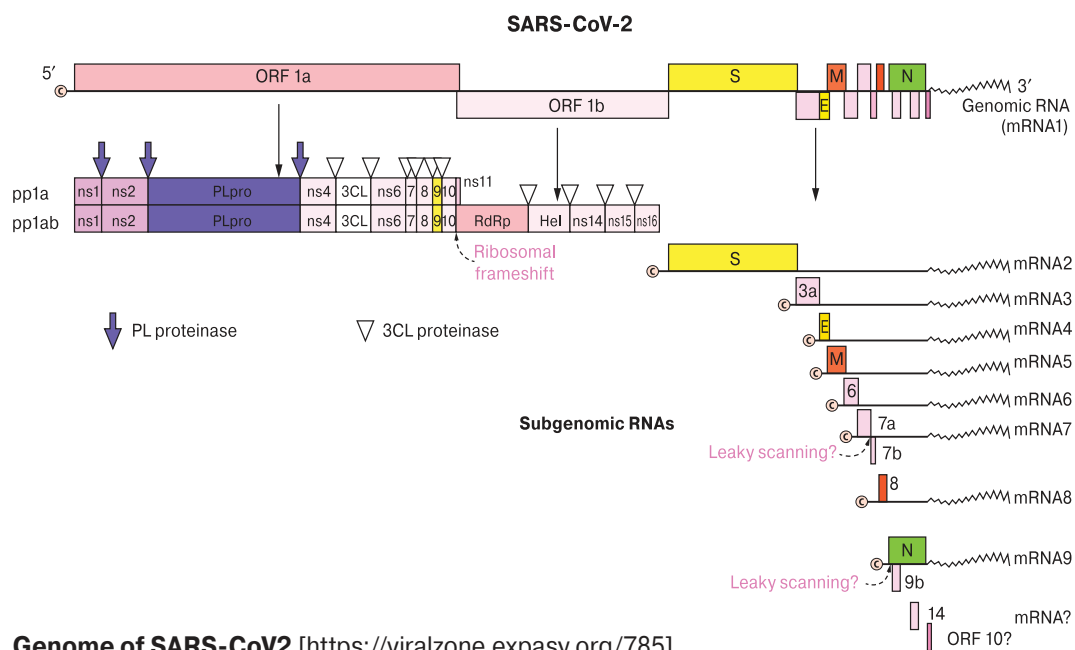 SARS-CoV-2
5′
ORF 1a
S
M
N
3′
C
ORF 1b
E
Genomic RNA
(mRNA1)
ns11
pp1a
ns1 ns2 PLpro ns4 3CL ns6 7 8 9 10
pp1ab
ns1 ns2 PLpro ns4 3CL ns6 7 8 9 10 RdRp Hel ns14 ns15 ns16
Ribosomal
frameshift
C S mRNA2
C 3a mRNA3
PL proteinase
3CL proteinase
C E mRNA4
C M mRNA5
C 6 mRNA6
Subgenomic RNAs
C 7a mRNA7
Leaky scanning? 7b
C 8 mRNA8
C N mRNA9
Leaky scanning? 9b
14 mRNA?
ORF 10?
Genome of SARS-CoV2 [https://viralzone.expasy.org/785]